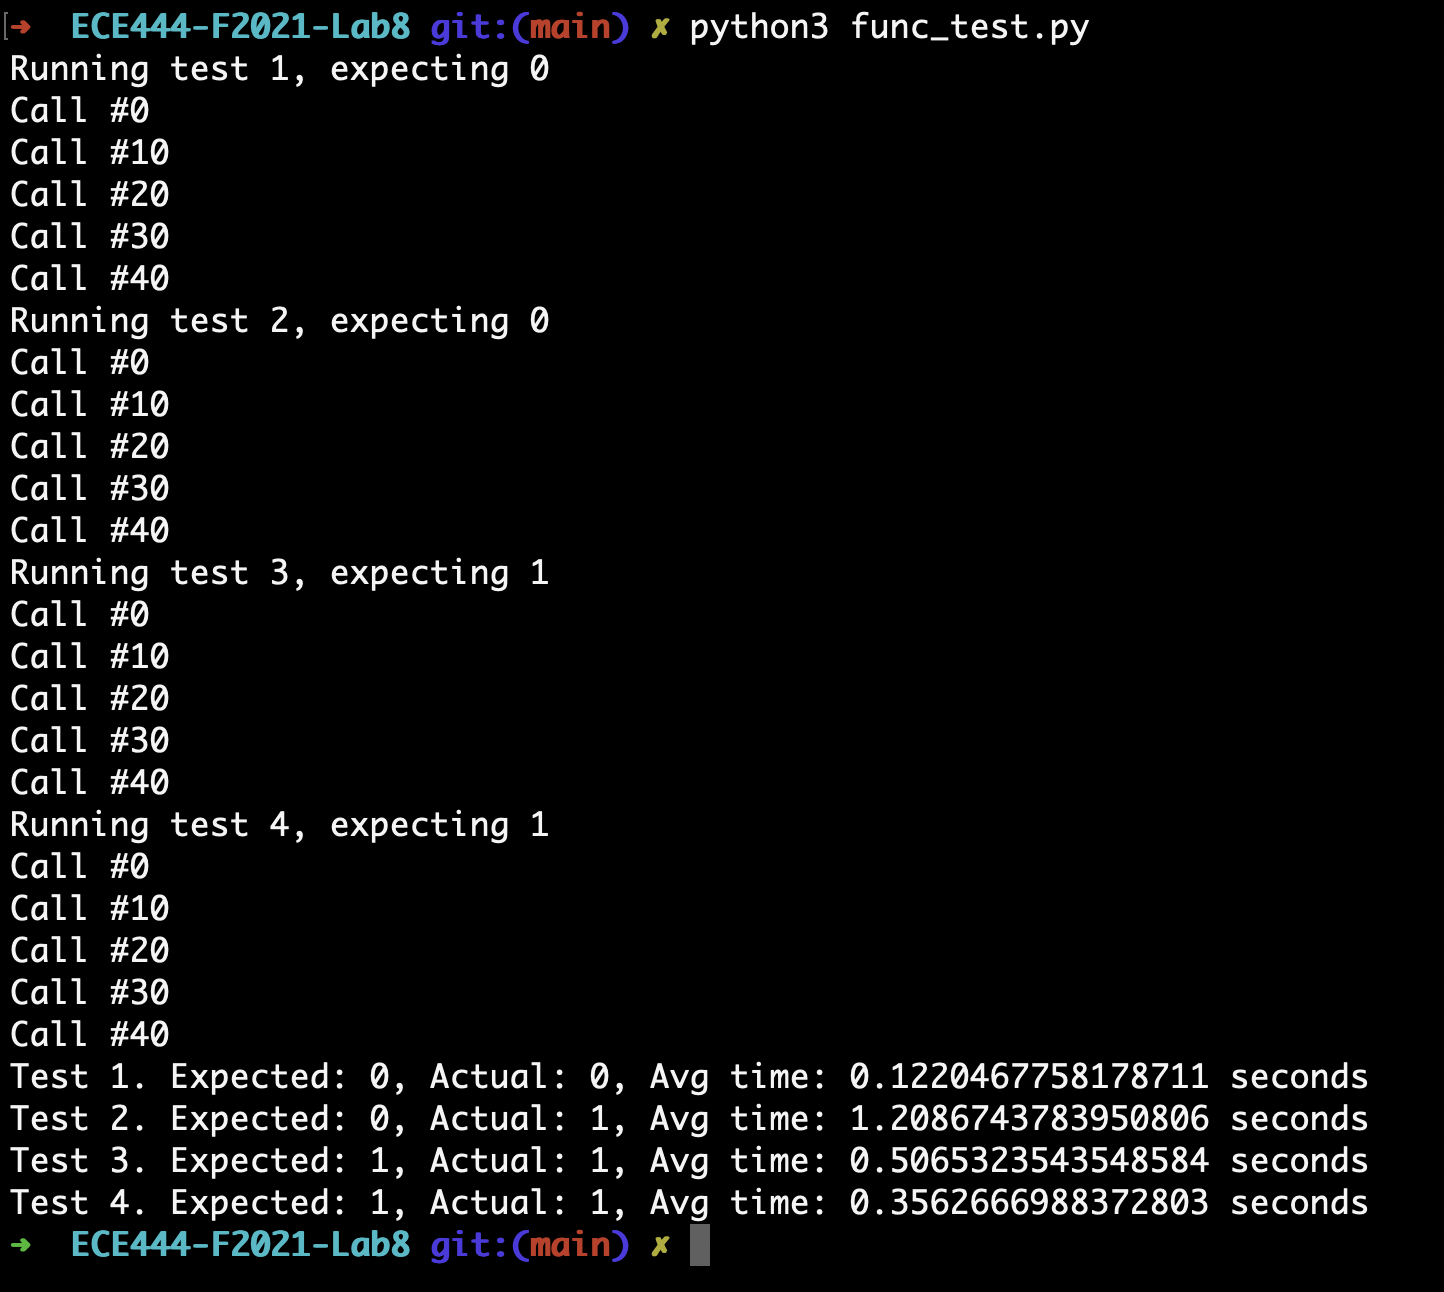 ➜  ECE444-F2021-Lab8 git:(main) ✗ python3 func_test.py
Running test 1, expecting 0
Call #0
Call #10
Call #20
Call #30
Call #40
Running test 2, expecting 0
Call #0
Call #10
Call #20
Call #30
Call #40
Running test 3, expecting 1
Call #0
Call #10
Call #20
Call #30
Call #40
Running test 4, expecting 1
Call #0
Call #10
Call #20
Call #30
Call #40
Test 1. Expected: 0, Actual: 0, Avg time: 0.1220467758178711 seconds
Test 2. Expected: 0, Actual: 1, Avg time: 1.2086743783950806 seconds
Test 3. Expected: 1, Actual: 1, Avg time: 0.5065323543548584 seconds
Test 4. Expected: 1, Actual: 1, Avg time: 0.3562666988372803 seconds
➜  ECE444-F2021-Lab8 git:(main) ✗